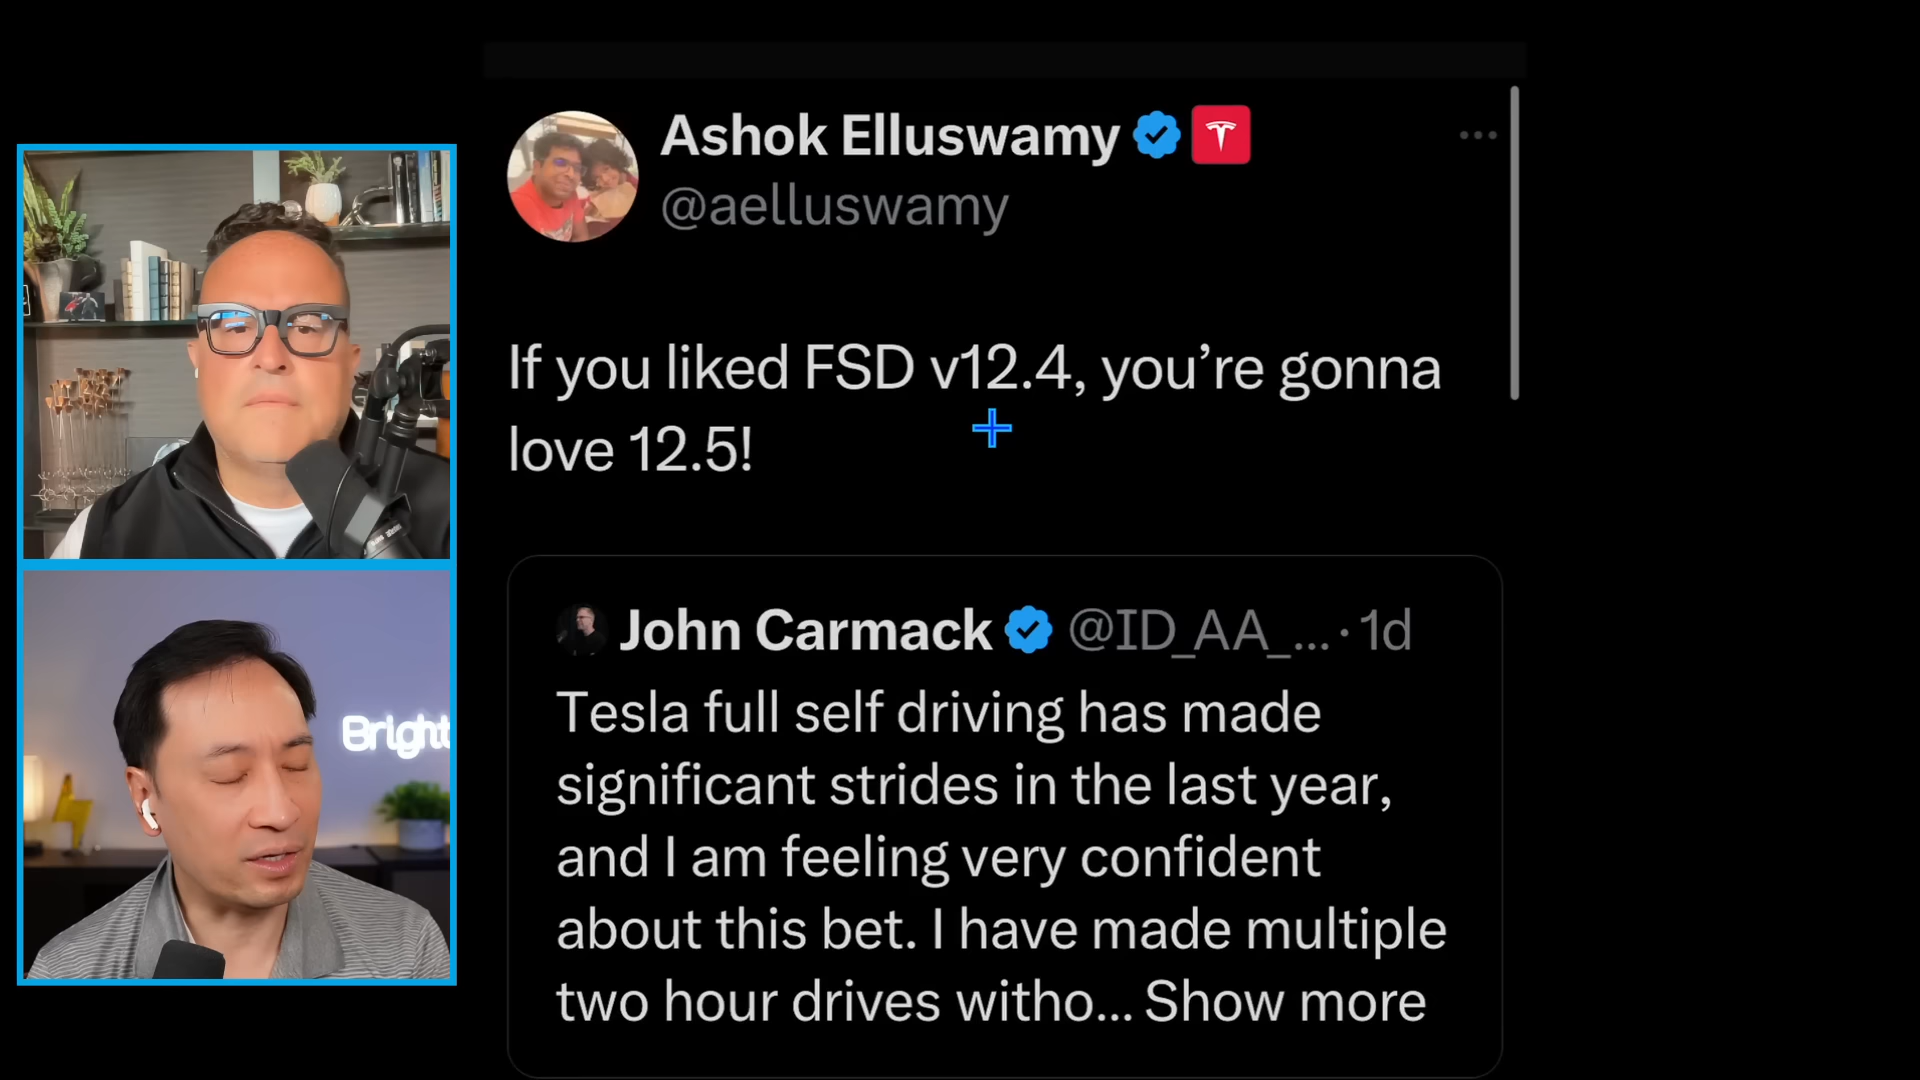 Ashok Elluswamy
@aelluswamy
If you liked FSD v12.4, you’re gonna
love 12.5!
John Carmack @ID_AA_... · 1d
Tesla full self driving has made
significant strides in the last year,
and I am feeling very confident
about this bet. I have made multiple
two hour drives witho... Show more
Bright